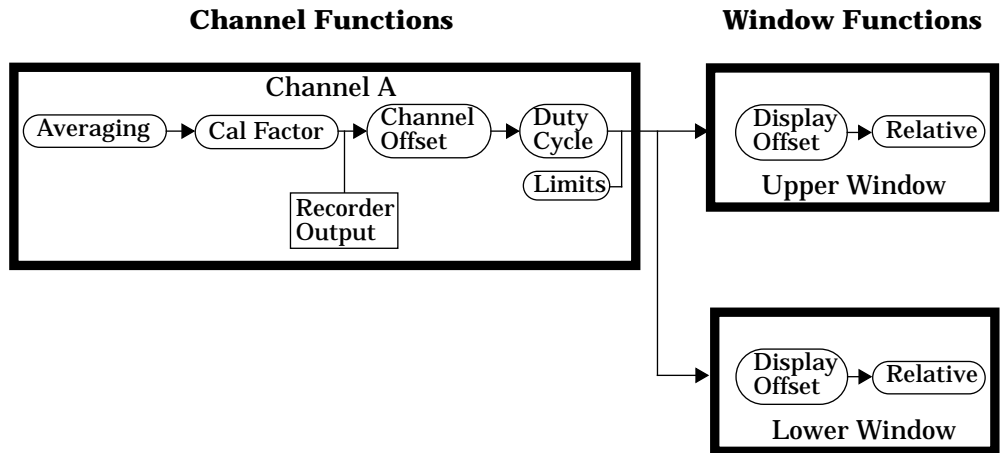 Channel Functions
Window Functions
Channel A
Averaging
Cal Factor
Channel
Offset
Duty
Cycle
Limits
Recorder
Output
Display
Offset
Relative
Upper Window
Display
Offset
Relative
Lower Window